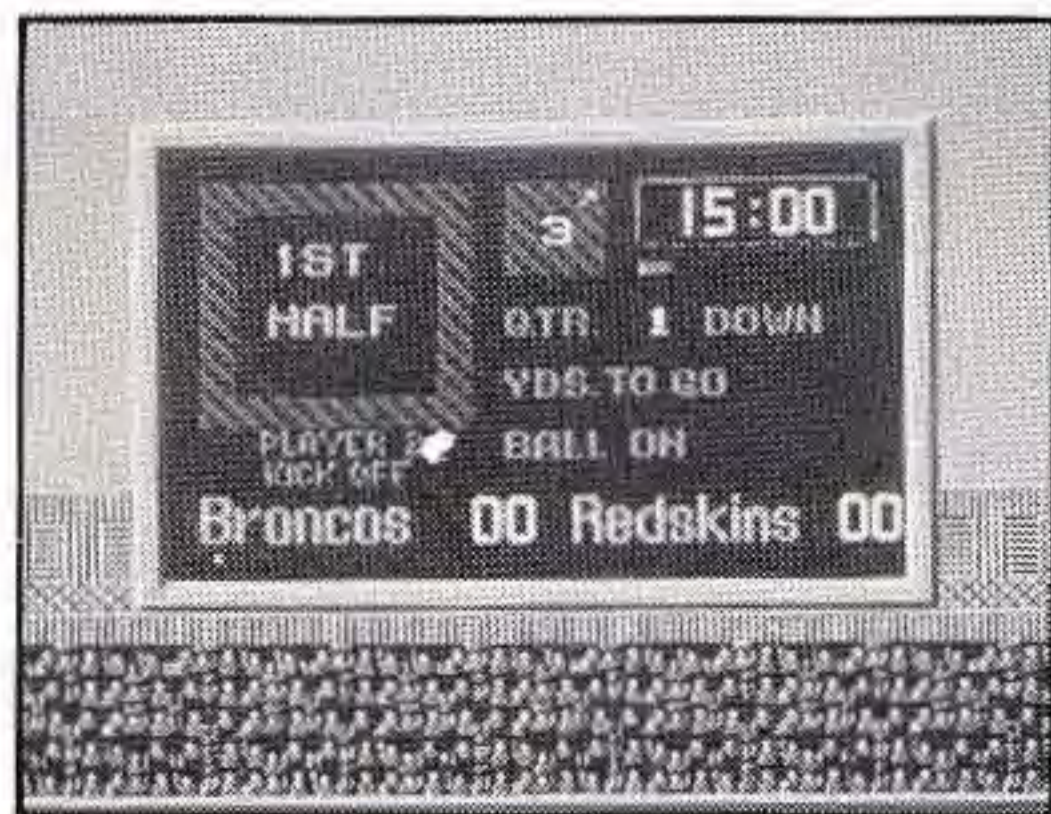 1ST
HALF
3
15:00
QTR. 1 DOWN
YDS. TO GO
BALL ON
PLAYER 2
KICK OFF
Broncos 00 Redskins 00